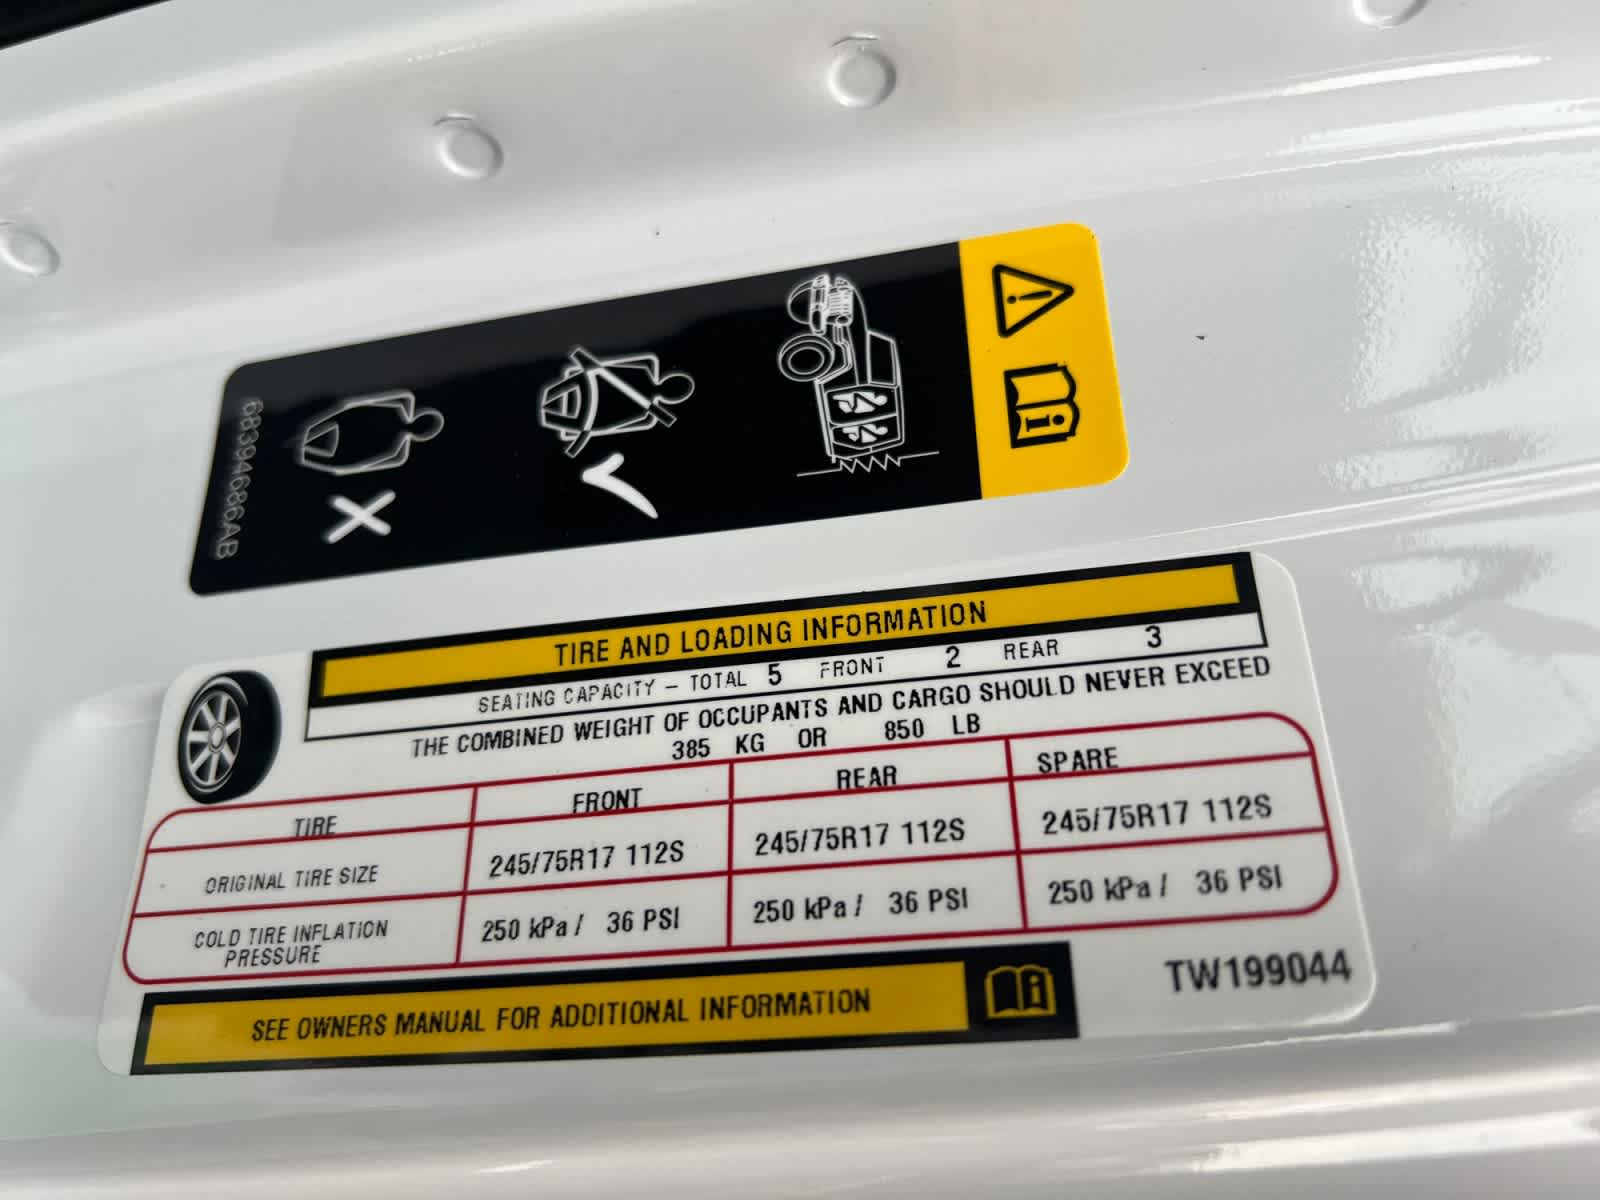 68394686AB
TIRE AND LOADING INFORMATION
SEATING CAPACITY – TOTAL 5 FRONT 2 REAR 3
THE COMBINED WEIGHT OF OCCUPANTS AND CARGO SHOULD NEVER EXCEED
385 KG OR 850 LB
TIRE FRONT REAR SPARE
ORIGINAL TIRE SIZE 245/75R17 112S 245/75R17 112S 245/75R17 112S
COLD TIRE INFLATION
PRESSURE 250 kPa / 36 PSI 250 kPa / 36 PSI 250 kPa / 36 PSI
SEE OWNERS MANUAL FOR ADDITIONAL INFORMATION
TW199044